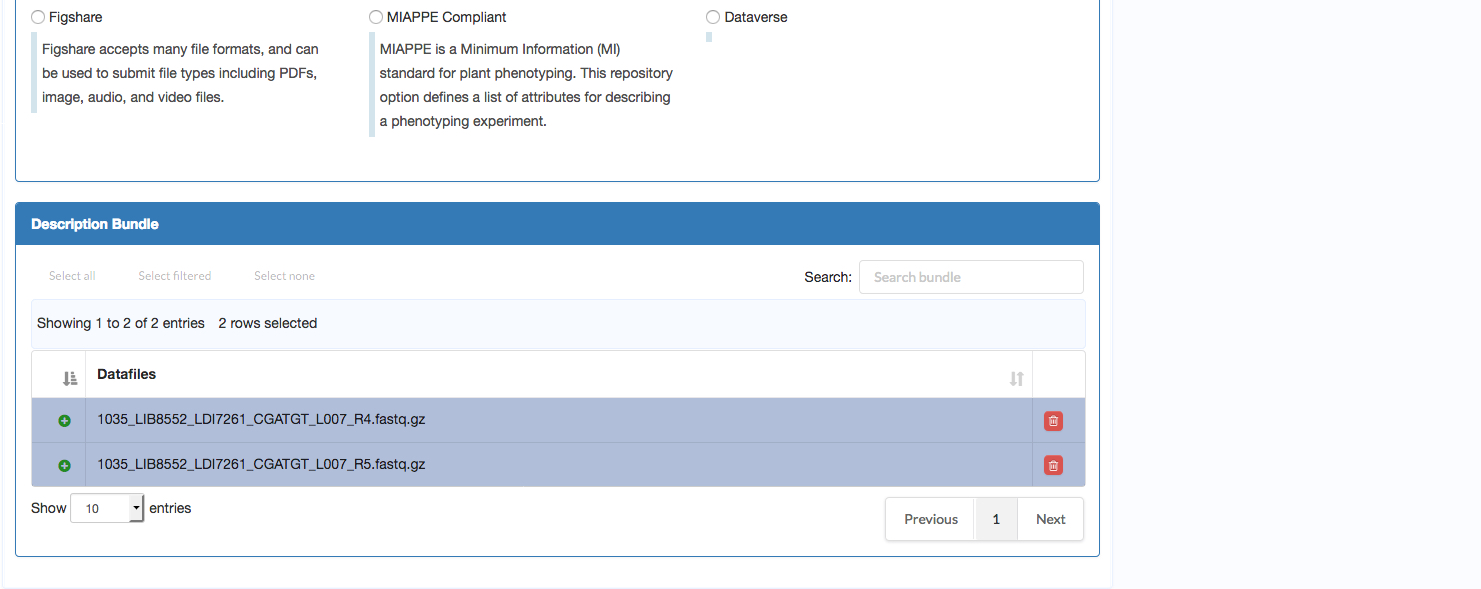 Figshare
MIAPPE Compliant
Dataverse
Figshare accepts many file formats, and can
be used to submit file types including PDFs,
image, audio, and video files.
MIAPPE is a Minimum Information (MI)
standard for plant phenotyping. This repository
option defines a list of attributes for describing
a phenotyping experiment.
Description Bundle
Select all Select filtered Select none
Search: Search bundle
Showing 1 to 2 of 2 entries 2 rows selected
Datafiles
1035_LIB8552_LDI7261_CGATGT_L007_R4.fastq.gz
1035_LIB8552_LDI7261_CGATGT_L007_R5.fastq.gz
Show 10 entries
Previous 1 Next